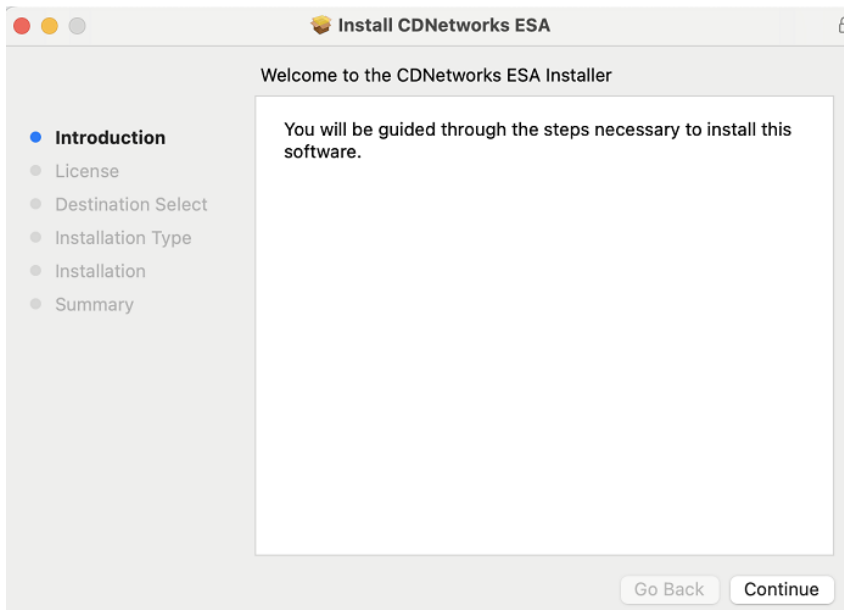 Install CDNetworks ESA
Welcome to the CDNetworks ESA Installer
Introduction
License
Destination Select
Installation Type
Installation
Summary
You will be guided through the steps necessary to install this
software.
Go Back
Continue